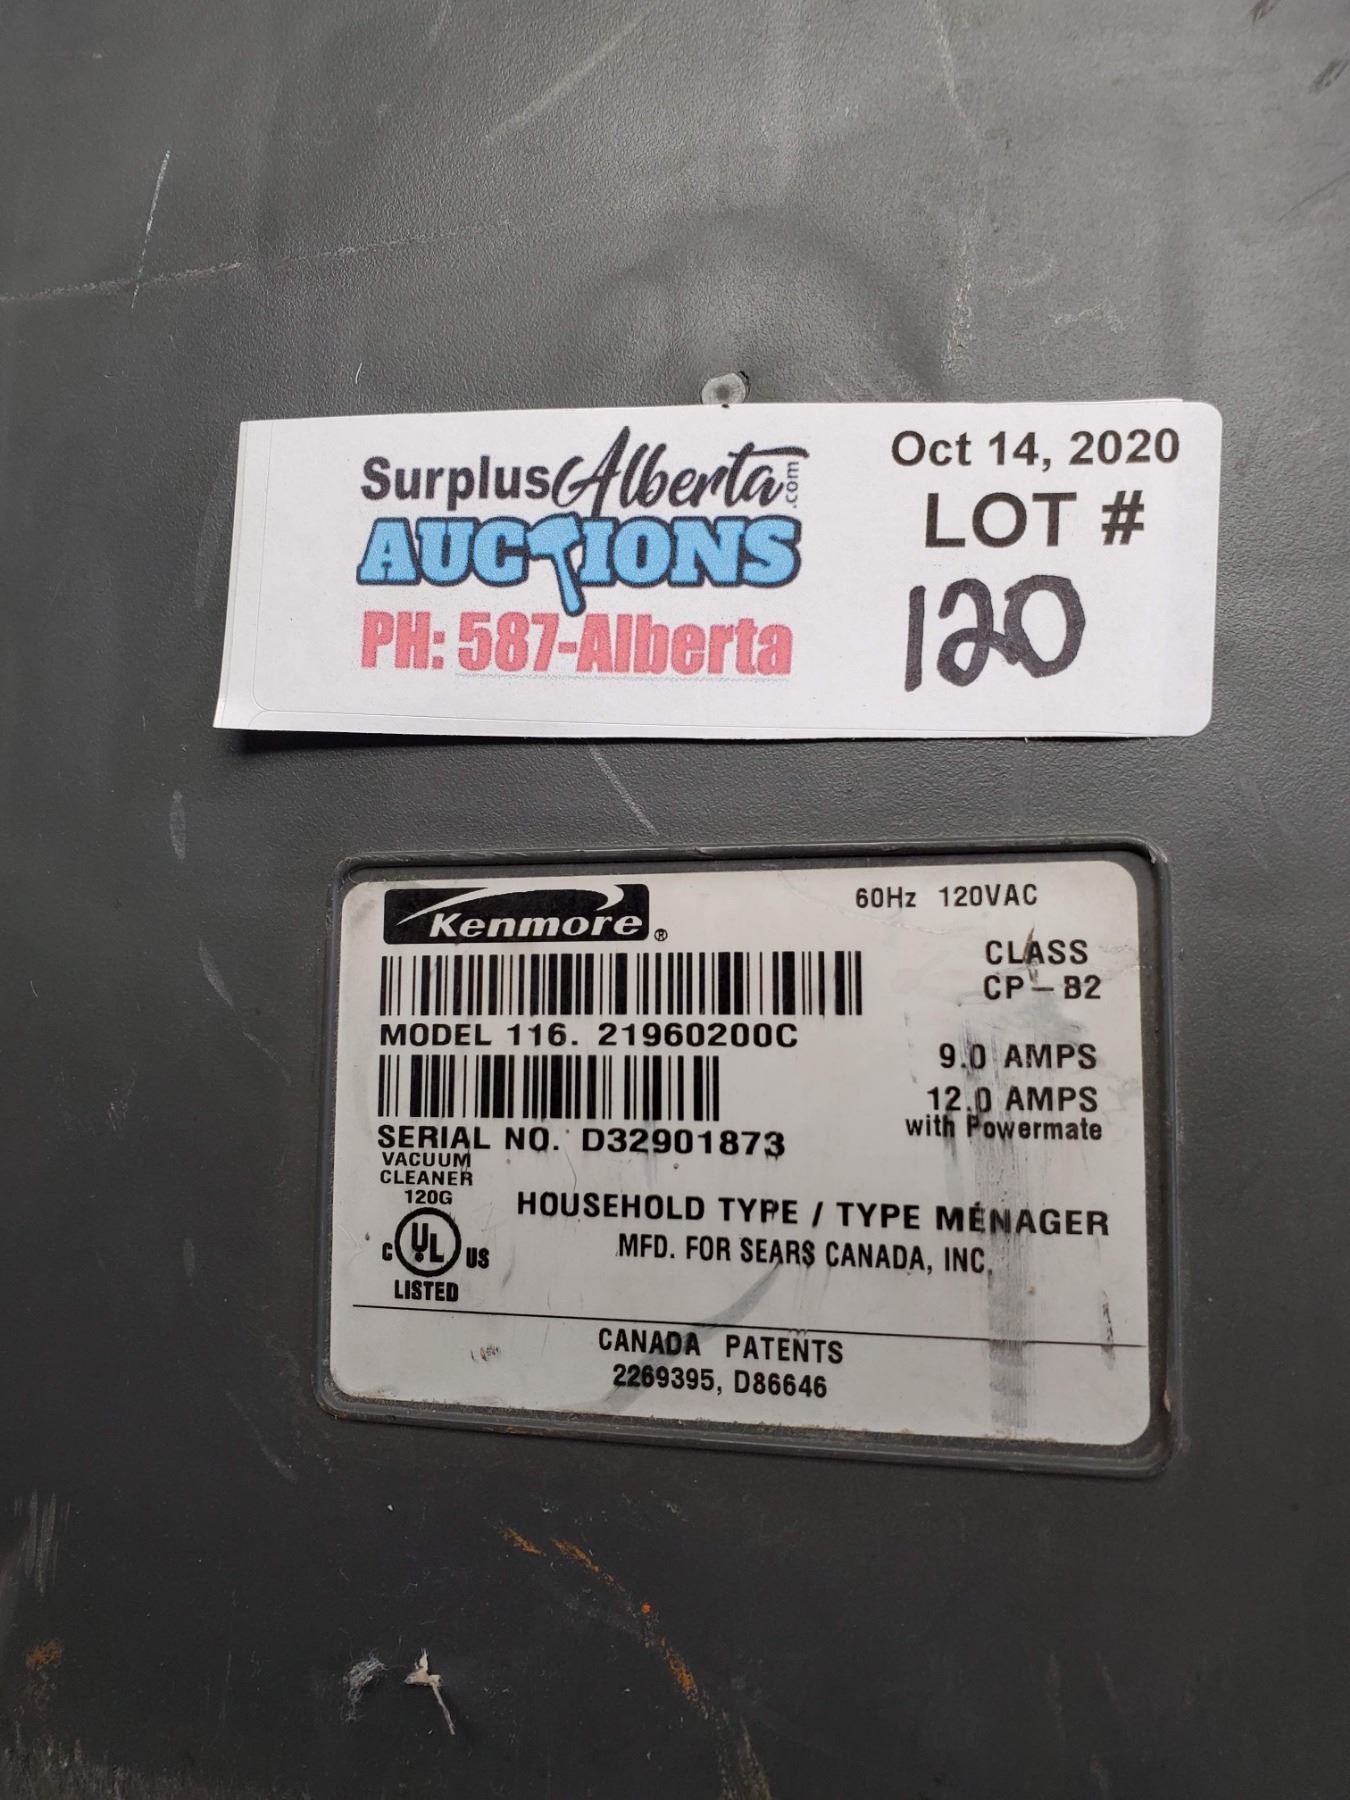 SurplusAlberta.com
AUCTIONS
PH: 587-Alberta
Oct 14, 2020
LOT #
120
Kenmore®
60Hz 120VAC
CLASS
CP-B2
MODEL 116. 21960200C
9.0 AMPS
12.0 AMPS
with Powermate
SERIAL NO. D32901873
VACUUM
CLEANER
120G
C UL US
LISTED
HOUSEHOLD TYPE / TYPE MÉNAGER
MFD. FOR SEARS CANADA, INC.
CANADA PATENTS
2269395, D86646